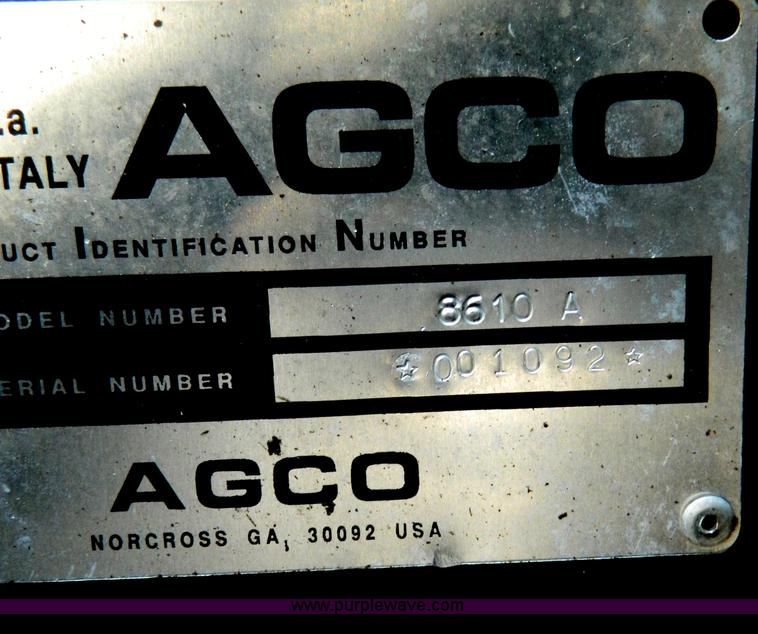 .a.
TALY
AGCO
UCT IDENTIFICATION NUMBER
ODEL NUMBER 8610 A
ERIAL NUMBER ☆001092☆
AGCO
NORCROSS GA, 30092 USA
www.purplewave.com